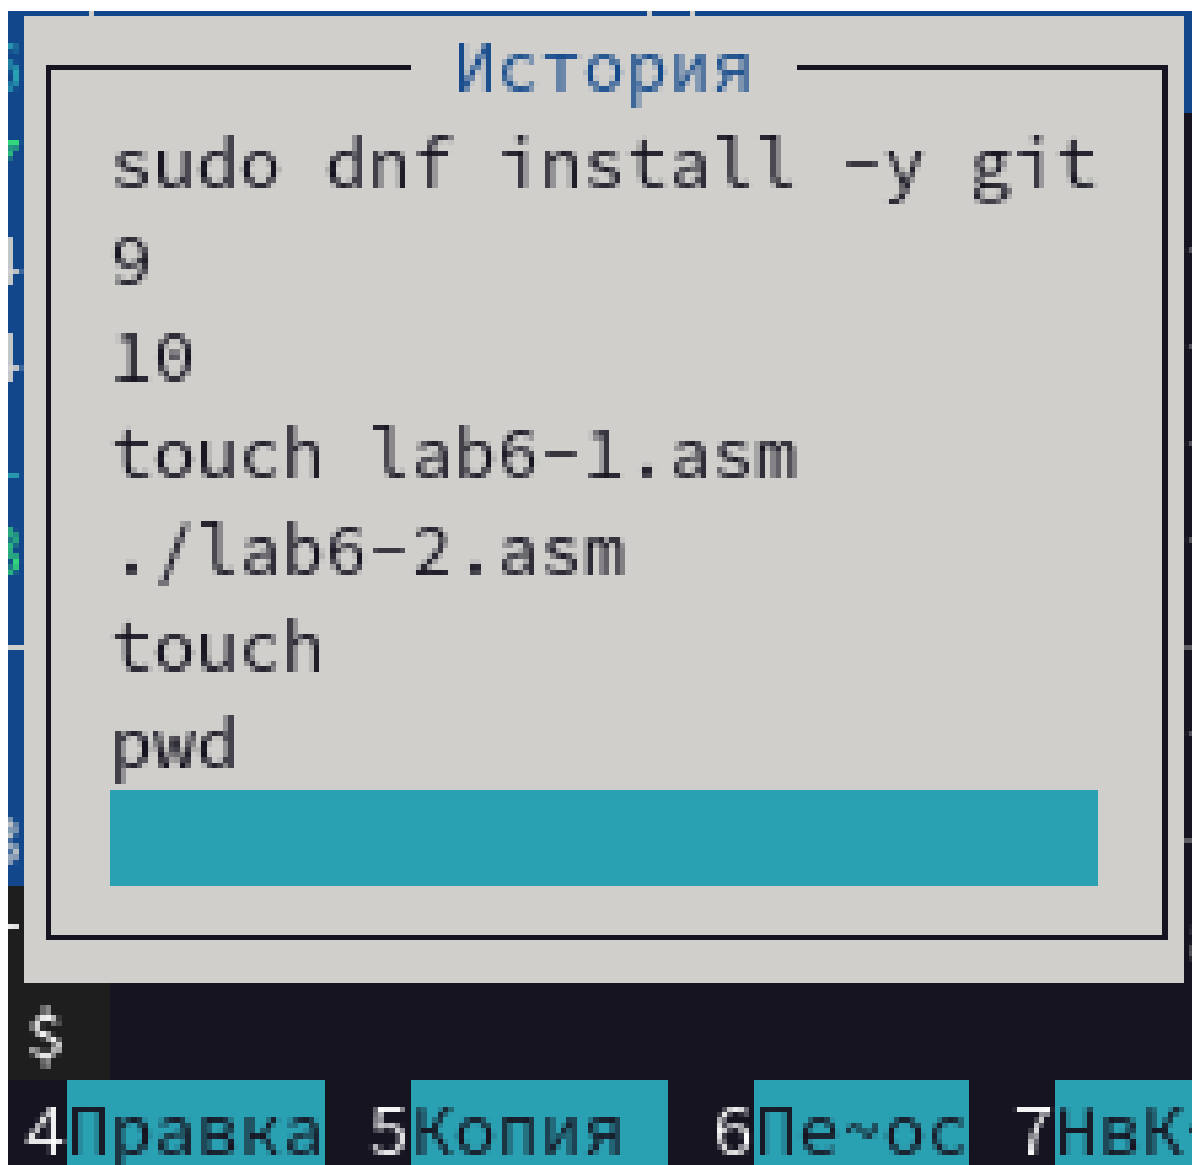 История
sudo dnf install -y git
9
10
touch lab6-1.asm
./lab6-2.asm
touch
pwd
$
4Правка 5Копия 6Пе~ос 7НвК